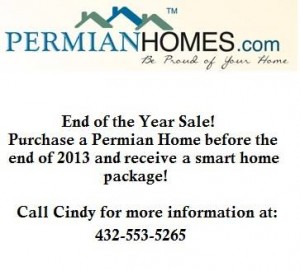 TM
PERMIANHOMES.com
Be Proud of Your Home
End of the Year Sale!
Purchase a Permian Home before the
end of 2013 and receive a smart home
package!
Call Cindy for more information at:
432-553-5265